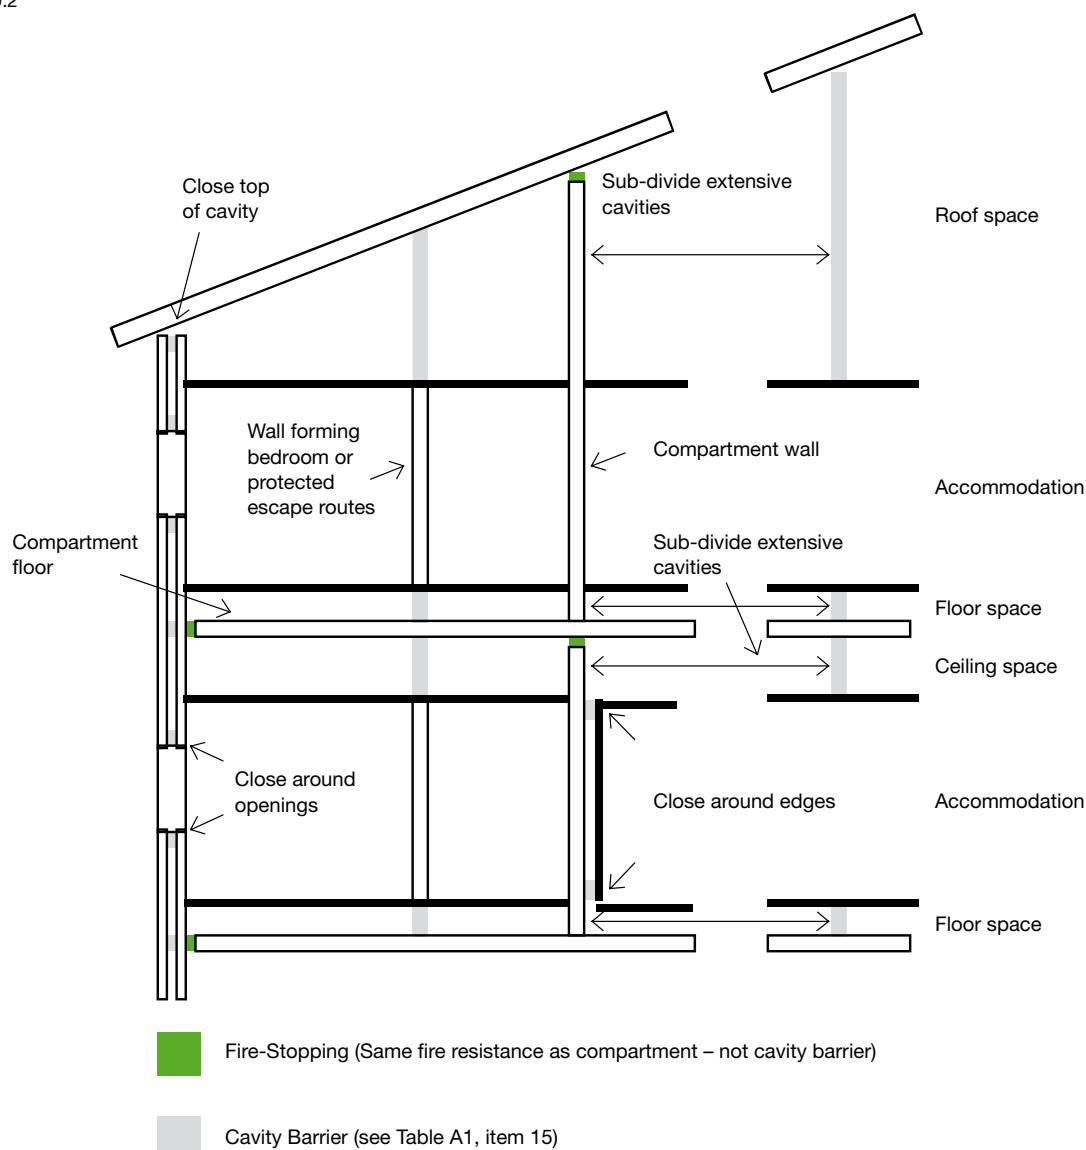 Close top
of cavity
Sub-divide extensive
cavities
Roof space
Wall forming
bedroom or
protected
escape routes
Compartment wall
Accommodation
Compartment
floor
Sub-divide extensive
cavities
Floor space
Ceiling space
Close around
openings
Close around edges
Accommodation
Floor space
Fire-Stopping (Same fire resistance as compartment – not cavity barrier)
Cavity Barrier (see Table A1, item 15)